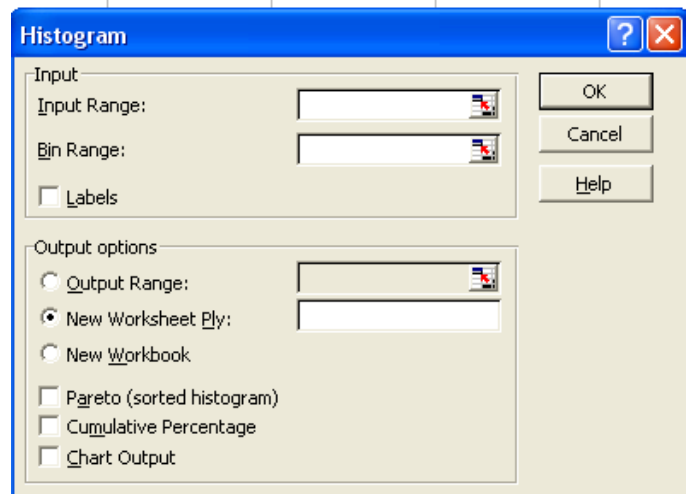 Histogram
Input
Input Range:
Bin Range:
Labels
OK
Cancel
Help
Output options
Output Range:
New Worksheet Ply:
New Workbook
Pareto (sorted histogram)
Cumulative Percentage
Chart Output